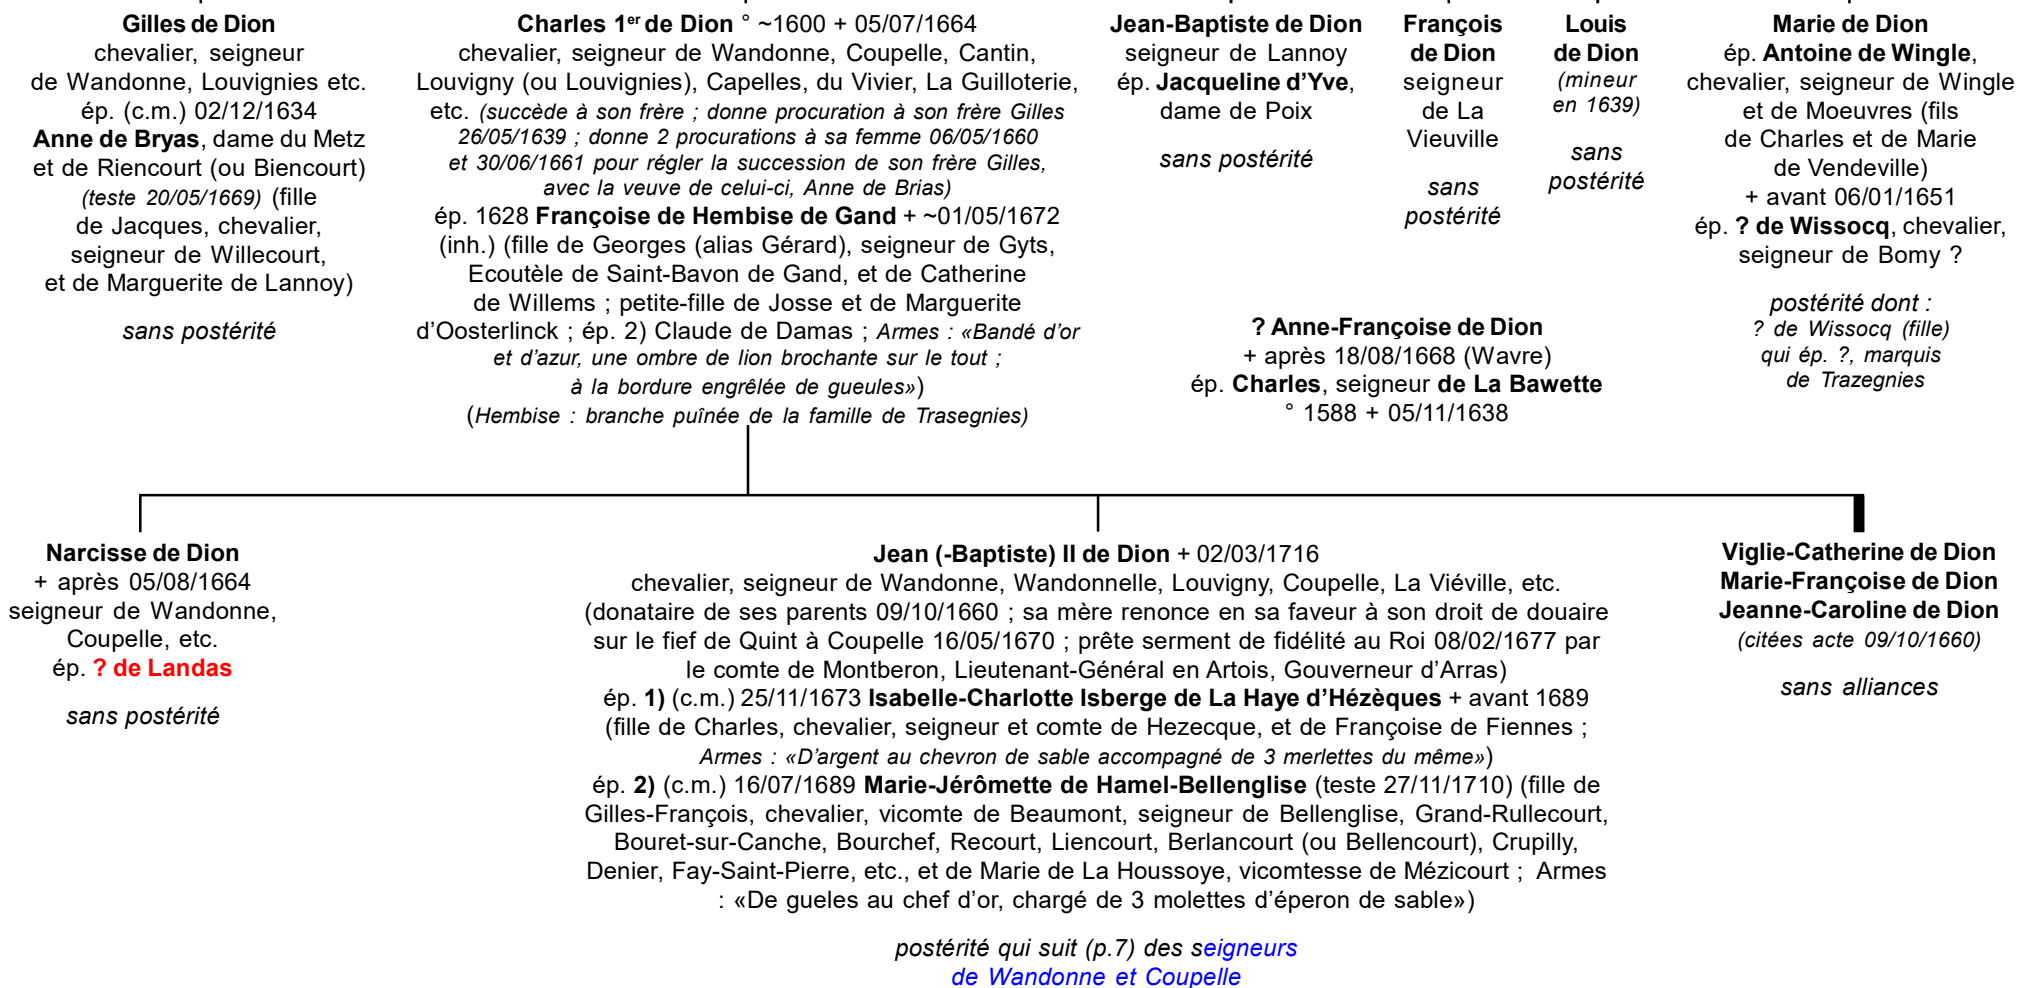 Gilles de Dion
chevalier, seigneur
de Wandonne, Louvignies etc.
ép. (c.m.) 02/12/1634
Anne de Bryas, dame du Metz
et de Riencourt (ou Biencourt)
(teste 20/05/1669) (fille
de Jacques, chevalier,
seigneur de Willecourt,
et de Marguerite de Lannoy)
sans postérité
Charles 1er de Dion ° ~1600 + 05/07/1664
chevalier, seigneur de Wandonne, Coupelle, Cantin,
Louvigny (ou Louvignies), Capelles, du Vivier, La Guilloterie,
etc. (succède à son frère ; donne procuration à son frère Gilles
26/05/1639 ; donne 2 procurations à sa femme 06/05/1660
et 30/06/1661 pour régler la succession de son frère Gilles,
avec la veuve de celui-ci, Anne de Brias)
ép. 1628 Françoise de Hembise de Gand + ~01/05/1672
(inh.) (fille de Georges (alias Gérard), seigneur de Gyts,
Ecoutèle de Saint-Bavon de Gand, et de Catherine
de Willems ; petite-fille de Josse et de Marguerite
d'Oosterlinck ; ép. 2) Claude de Damas ; Armes : «Bandé d'or
et d'azur, une ombre de lion brochante sur le tout ;
à la bordure engrêlée de gueules»)
(Hembise : branche puînée de la famille de Trasegnies)
Jean-Baptiste de Dion
seigneur de Lannoy
ép. Jacqueline d'Yve,
dame de Poix
sans postérité
François
de Dion
seigneur
de La
Vieuville
sans
postérité
Louis
de Dion
(mineur
en 1639)
sans
postérité
Marie de Dion
ép. Antoine de Wingle,
chevalier, seigneur de Wingle
et de Moeuvres (fils
de Charles et de Marie
de Vendeville)
+ avant 06/01/1651
ép. ? de Wissocq, chevalier,
seigneur de Bomy ?
postérité dont :
? de Wissocq (fille)
qui ép. ?, marquis
de Trazegnies
? Anne-Françoise de Dion
+ après 18/08/1668 (Wavre)
ép. Charles, seigneur de La Bawette
° 1588 + 05/11/1638
Narcisse de Dion
+ après 05/08/1664
seigneur de Wandonne,
Coupelle, etc.
ép. ? de Landas
sans postérité
Jean (-Baptiste) II de Dion + 02/03/1716
chevalier, seigneur de Wandonne, Wandonnelle, Louvigny, Coupelle, La Viéville, etc.
(donataire de ses parents 09/10/1660 ; sa mère renonce en sa faveur à son droit de douaire
sur le fief de Quint à Coupelle 16/05/1670 ; prête serment de fidélité au Roi 08/02/1677 par
le comte de Montberon, Lieutenant-Général en Artois, Gouverneur d'Arras)
ép. 1) (c.m.) 25/11/1673 Isabelle-Charlotte Isberge de La Haye d'Hézèques + avant 1689
(fille de Charles, chevalier, seigneur et comte de Hezecque, et de Françoise de Fiennes ;
Armes : «D'argent au chevron de sable accompagné de 3 merlettes du même»)
ép. 2) (c.m.) 16/07/1689 Marie-Jérômette de Hamel-Bellenglise (teste 27/11/1710) (fille de
Gilles-François, chevalier, vicomte de Beaumont, seigneur de Bellenglise, Grand-Rullecourt,
Bouret-sur-Canche, Bourchef, Recourt, Liencourt, Berlancourt (ou Bellencourt), Crupilly,
Denier, Fay-Saint-Pierre, etc., et de Marie de La Houssoye, vicomtesse de Mézicourt ; Armes
: «De gueles au chef d'or, chargé de 3 molettes d'éperon de sable»)
postérité qui suit (p.7) des seigneurs
de Wandonne et Coupelle
Viglie-Catherine de Dion
Marie-Françoise de Dion
Jeanne-Caroline de Dion
(citées acte 09/10/1660)
sans alliances